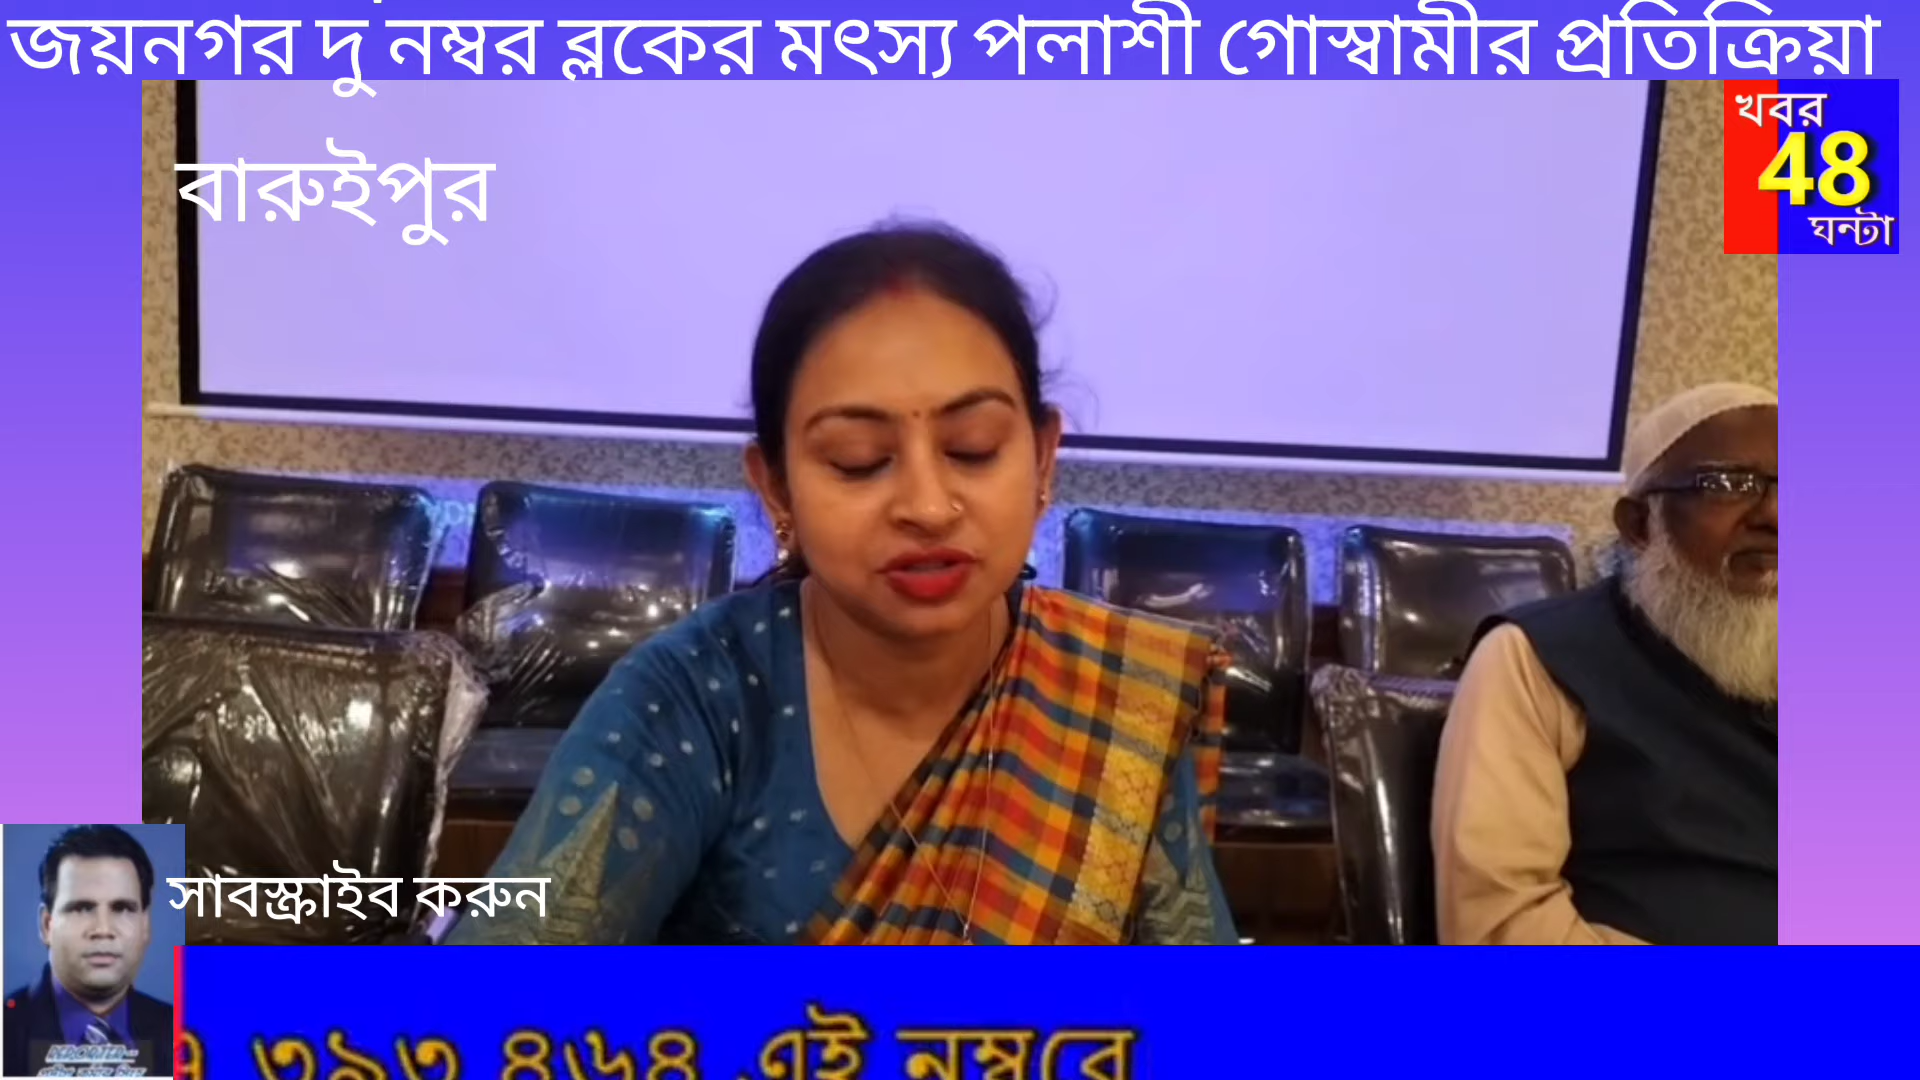 জয়নগর দু নম্বর ব্লকের মৎস্য পলাশী গোস্বামীর প্রতিক্রিয়া
খবর
48
ঘন্টা
বারুইপুর
সাবস্ক্রাইব করুন
REPORTER
৩৯৩ ৪৬৪ এই নম্বরে